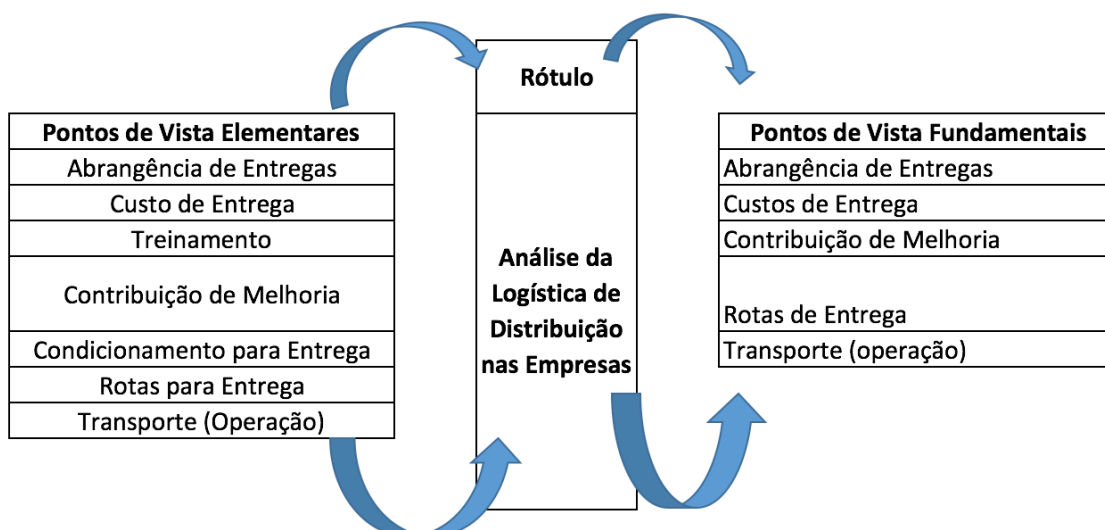 Pontos de Vista Elementares
Abrangência de Entregas
Custo de Entrega
Treinamento
Contribuição de Melhoria
Condicionamento para Entrega
Rotas para Entrega
Transporte (Operação)
Rótulo
Análise da
Logística de
Distribuição
nas Empresas
Pontos de Vista Fundamentais
Abrangência de Entregas
Custos de Entrega
Contribuição de Melhoria
Rotas de Entrega
Transporte (operação)